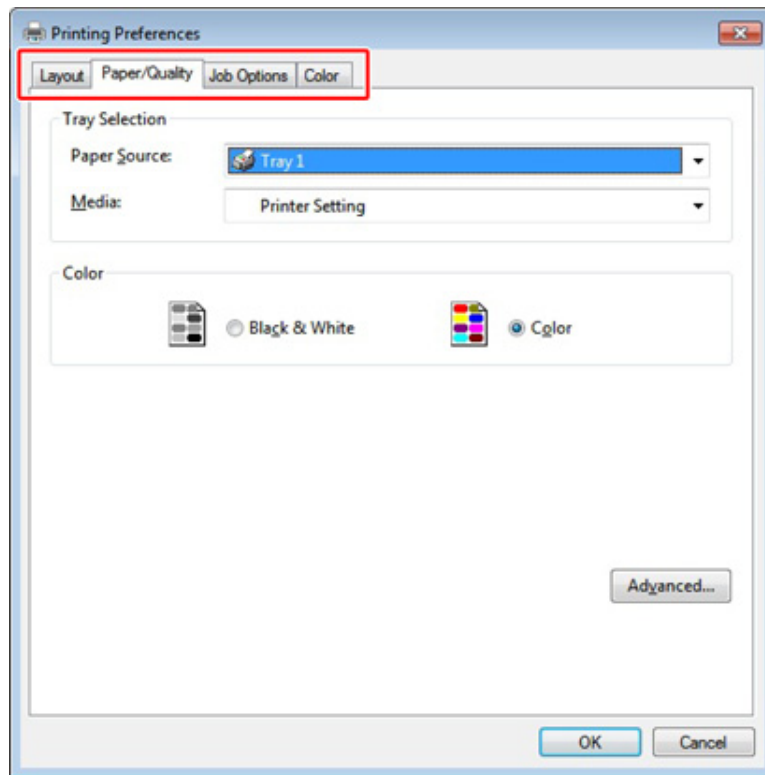 Printing Preferences
Layout Paper/Quality Job Options Color
Tray Selection
Paper Source: Tray 1
Media: Printer Setting
Color
Black & White Color
Advanced...
OK Cancel